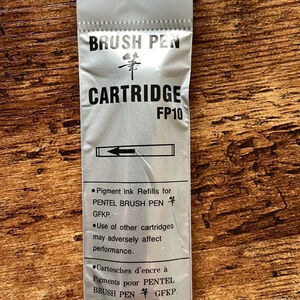 BRUSH PEN
筆
CARTRIDGE
FP10
•Pigment Ink Refills for
PENTEL BRUSH PEN 筆
GFKP.
•Use of other cartridges
may adversely affect
performance.
•Cartouches d'encre à
Pigments pour PENTEL
BRUSH PEN 筆 GFKP.